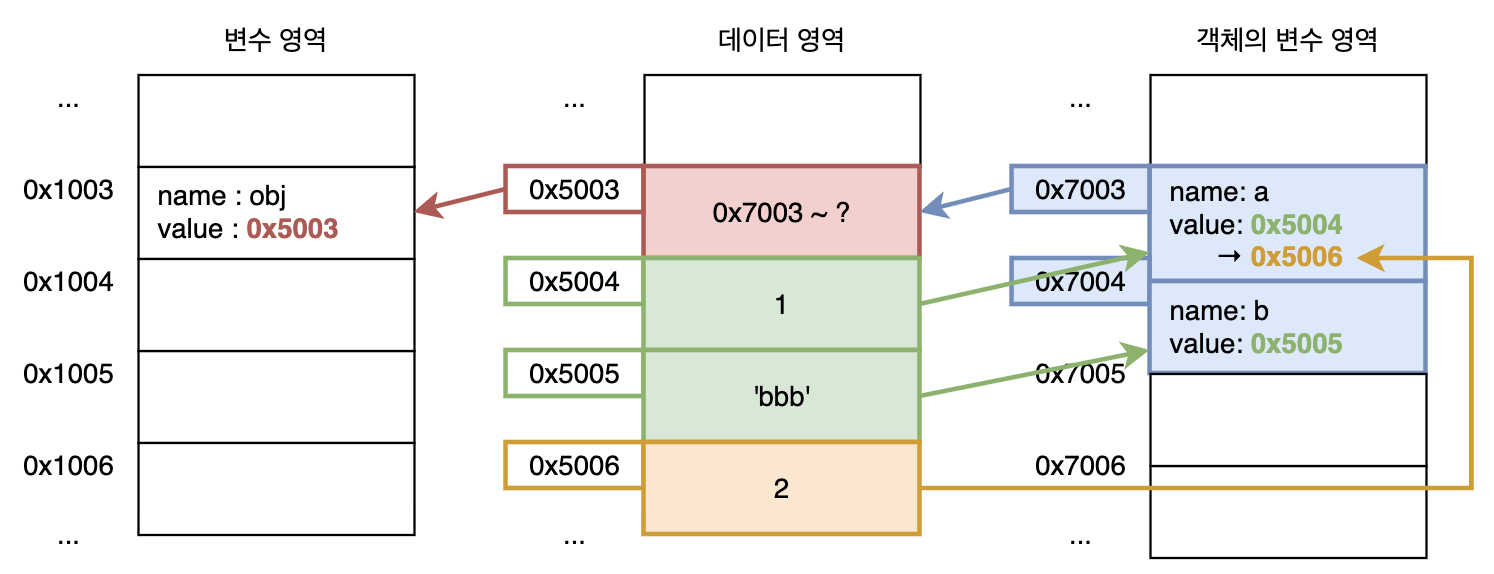 변수 영역
...
0x1003
name : obj
value : 0x5003
0x1004
0x1005
0x1006
...
데이터 영역
...
0x5003
0x7003 ~ ?
0x5004
1
0x5005
'bbb'
0x5006
2
...
객체의 변수 영역
...
0x7003
name: a
value: 0x5004
→ 0x5006
0x7004
name: b
value: 0x5005
0x7005
0x7006
...